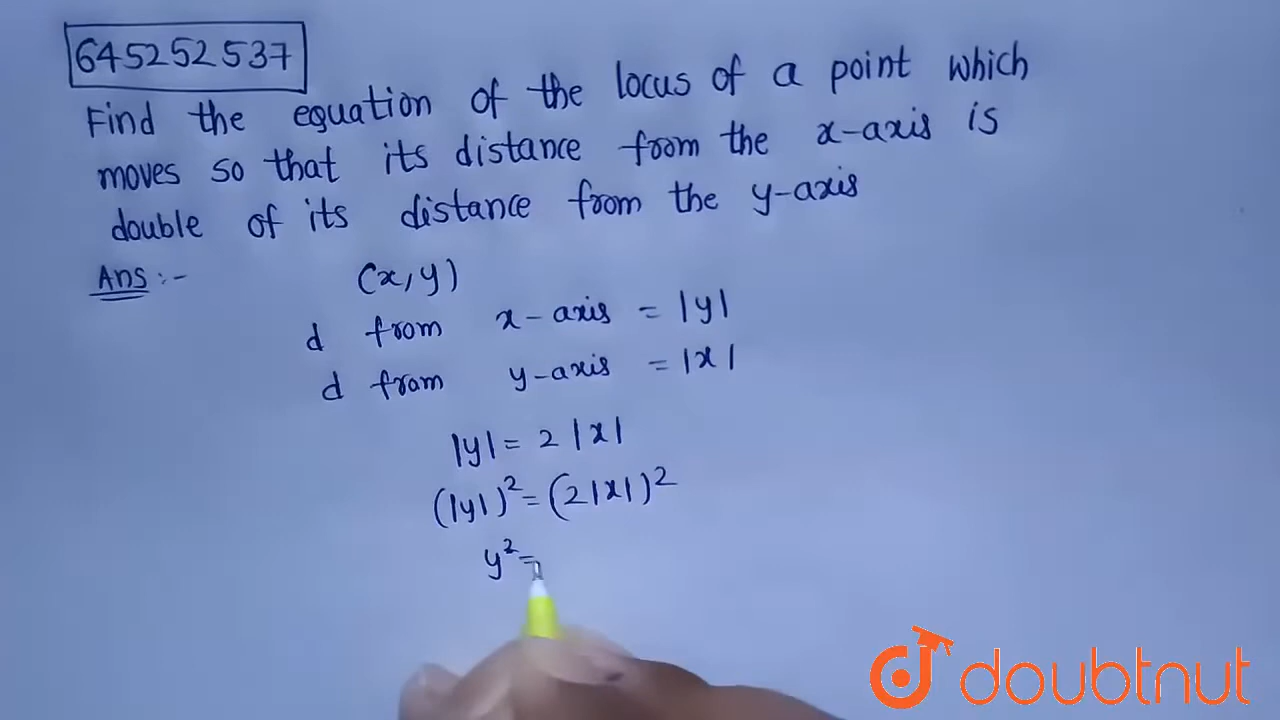 645252537
Find the equation of the locus of a point which
moves so that its distance from the x-axis is
double of its distance from the y-axis
Ans :- (x, y)
d from x-axis = |y|
d from y-axis = |x|
|y| = 2 |x|
(|y|)² = (2|x|)²
y² =
doubtnut